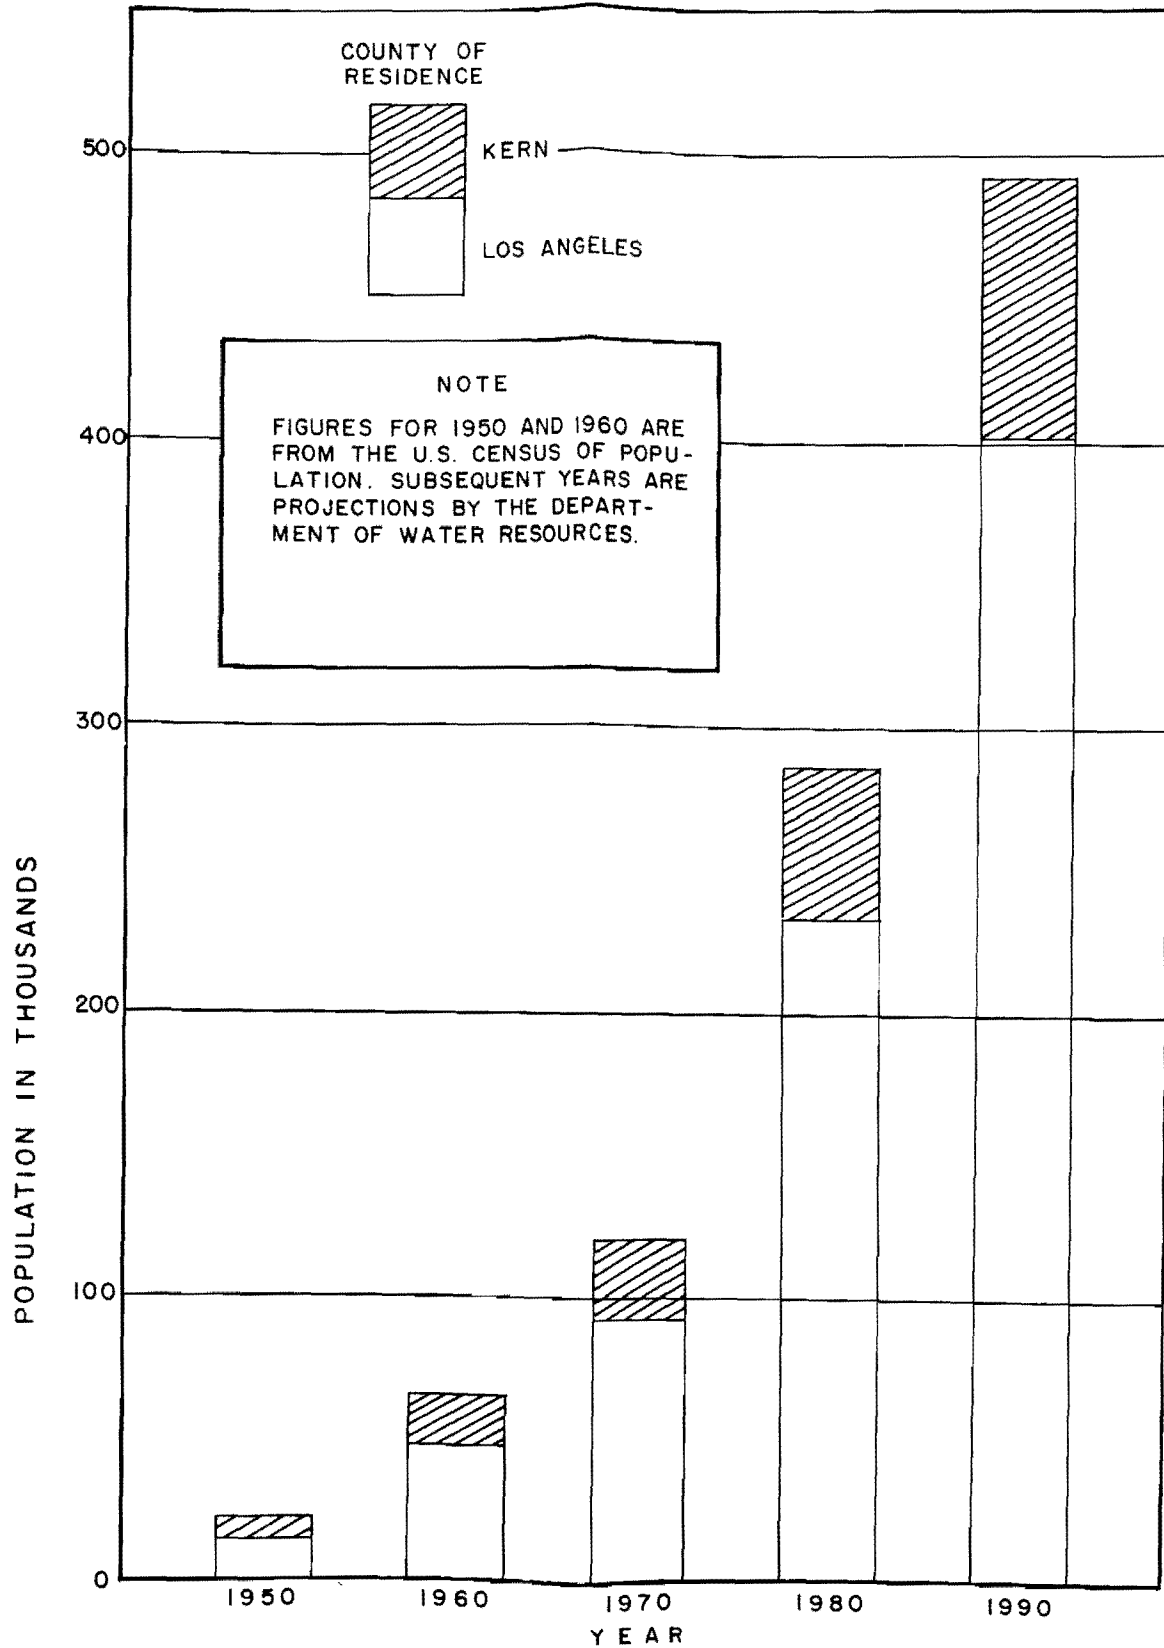 COUNTY OF
RESIDENCE
500
KERN
LOS ANGELES
NOTE
FIGURES FOR 1950 AND 1960 ARE
FROM THE U.S. CENSUS OF POPU-
LATION. SUBSEQUENT YEARS ARE
PROJECTIONS BY THE DEPART-
MENT OF WATER RESOURCES.
400
300
200
100
0
POPULATION IN THOUSANDS
1950 1960 1970 1980 1990
YEAR